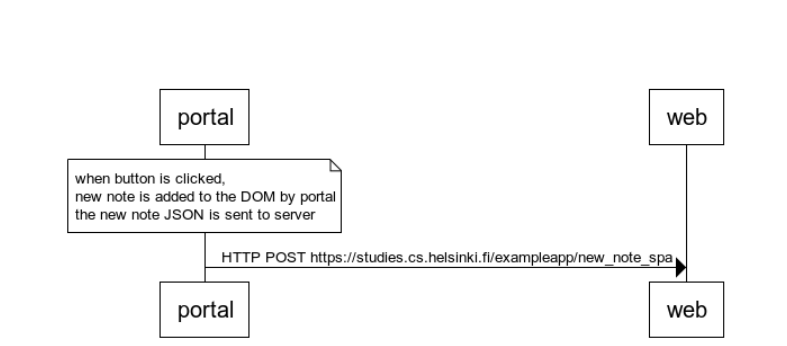 portal
web
when button is clicked,
new note is added to the DOM by portal
the new note JSON is sent to server
HTTP POST https://studies.cs.helsinki.fi/exampleapp/new_note_spa
portal
web